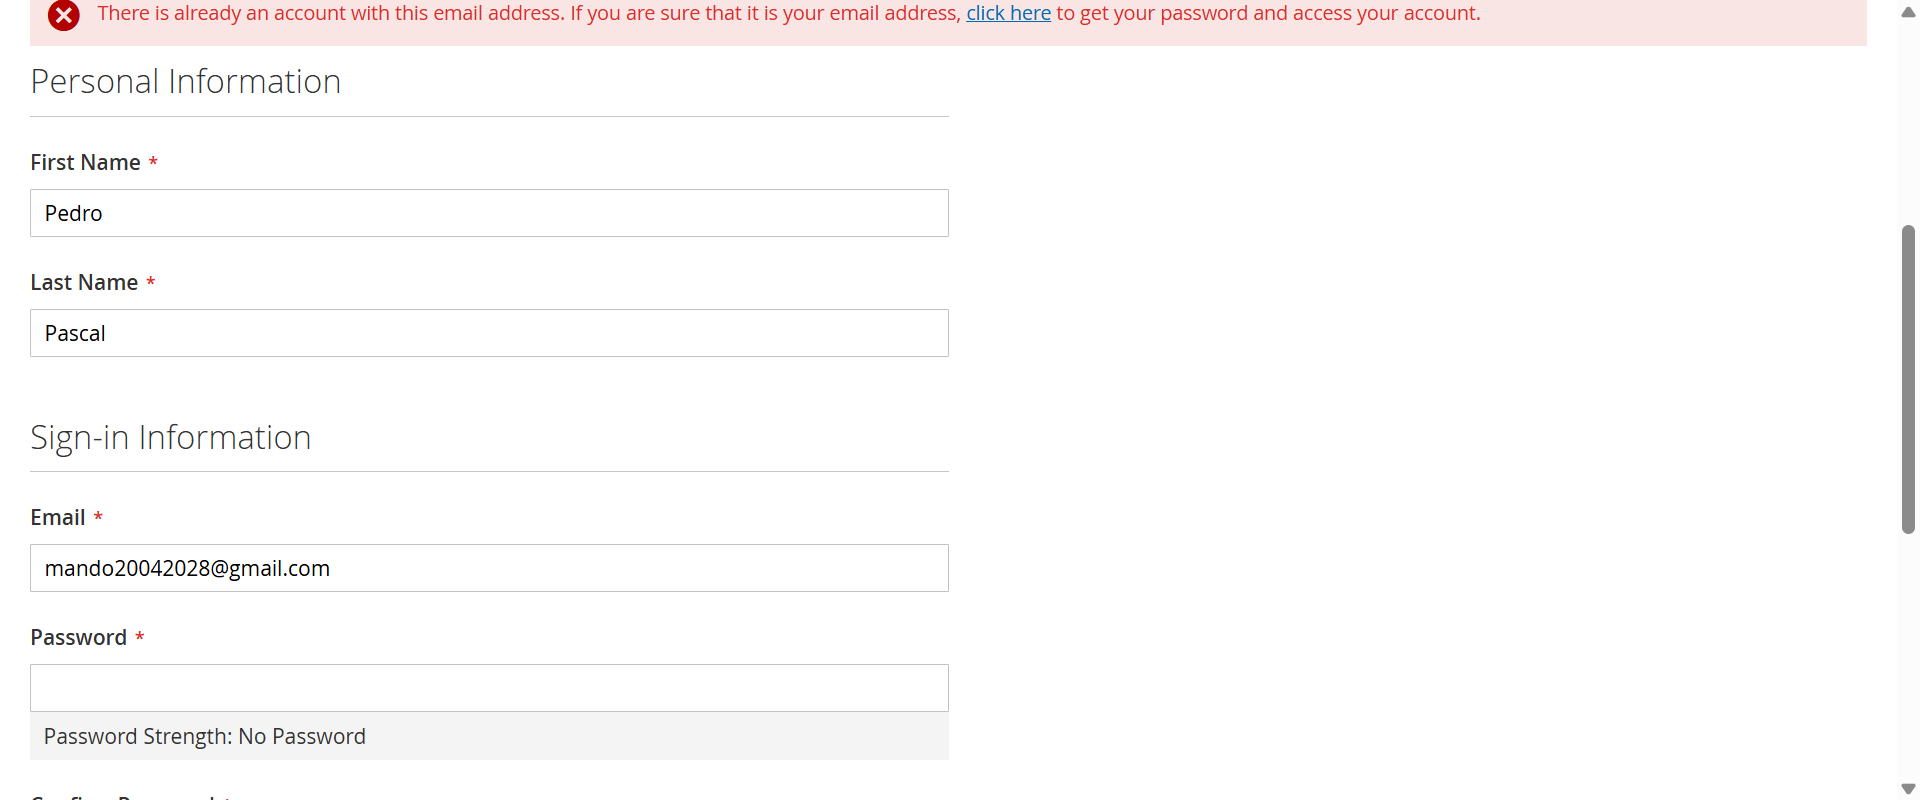 There is already an account with this email address. If you are sure that it is your email address, click here to get your password and access your account.
Personal Information
First Name *
Pedro
Last Name *
Pascal
Sign-in Information
Email *
mando20042028@gmail.com
Password *
Password Strength: No Password